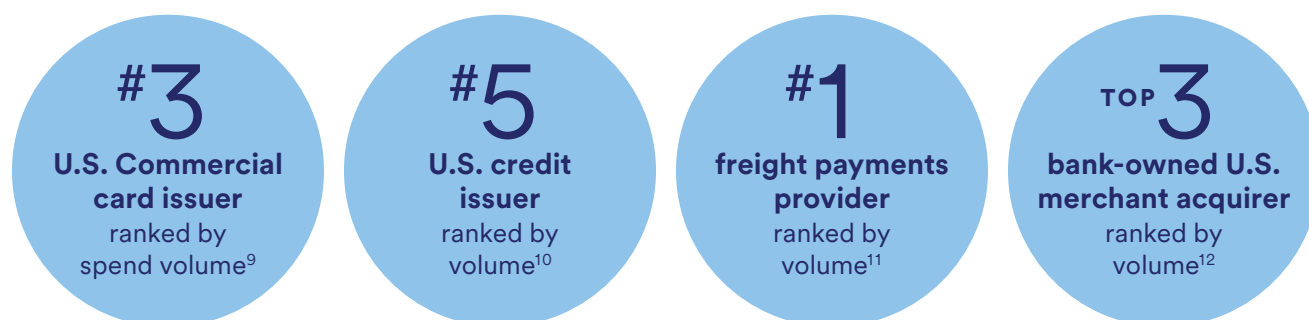 #3
U.S. Commercial
card issuer
ranked by
spend volume⁹
#5
U.S. credit
issuer
ranked by
volume¹⁰
#1
freight payments
provider
ranked by
volume¹¹
TOP 3
bank-owned U.S.
merchant acquirer
ranked by
volume¹²